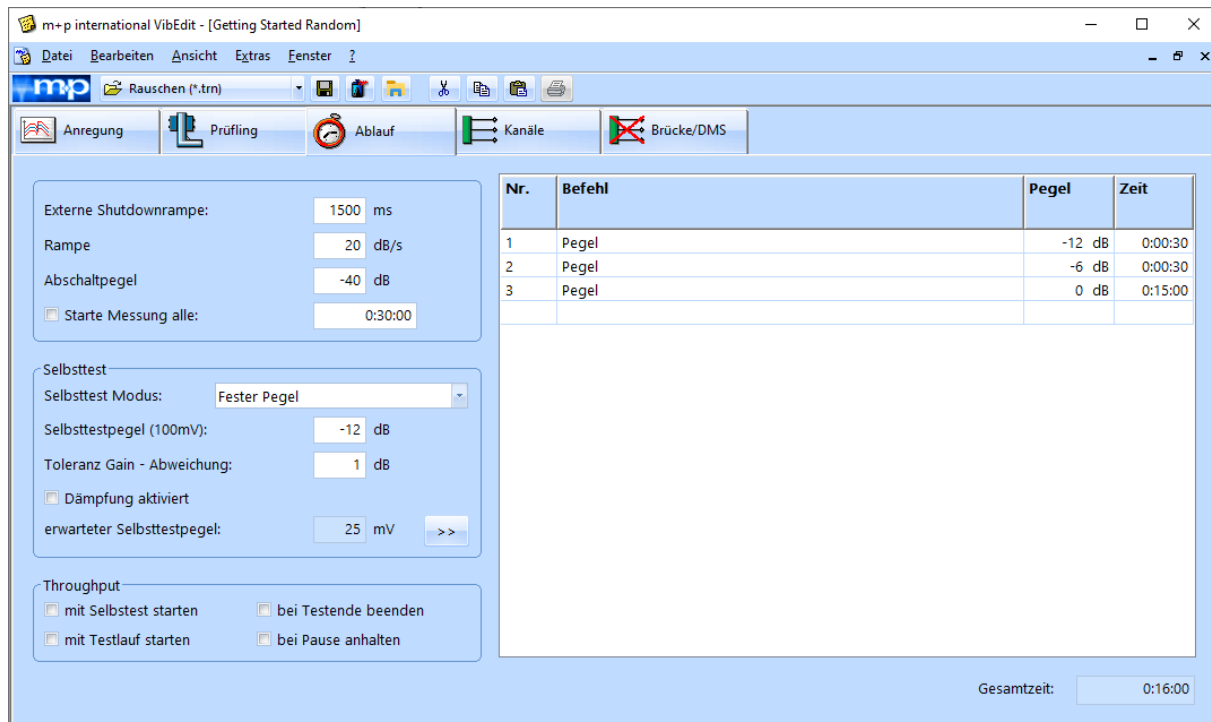 m+p international VibEdit - [Getting Started Random]
Datei Bearbeiten Ansicht Extras Fenster ?
m+p Rauschen (*.trn)
Anregung Prüfling Ablauf Kanäle Brücke/DMS
Externe Shutdownrampe: 1500 ms
Rampe 20 dB/s
Abschaltpegel -40 dB
Starte Messung alle: 0:30:00
Selbsttest
Selbsttest Modus: Fester Pegel
Selbsttestpegel (100mV): -12 dB
Toleranz Gain - Abweichung: 1 dB
Dämpfung aktiviert
erwarteter Selbsttestpegel: 25 mV >>
Throughput
mit Selbstest starten bei Testende beenden
mit Testlauf starten bei Pause anhalten
Nr. Befehl Pegel Zeit
1 Pegel -12 dB 0:00:30
2 Pegel -6 dB 0:00:30
3 Pegel 0 dB 0:15:00
Gesamtzeit: 0:16:00